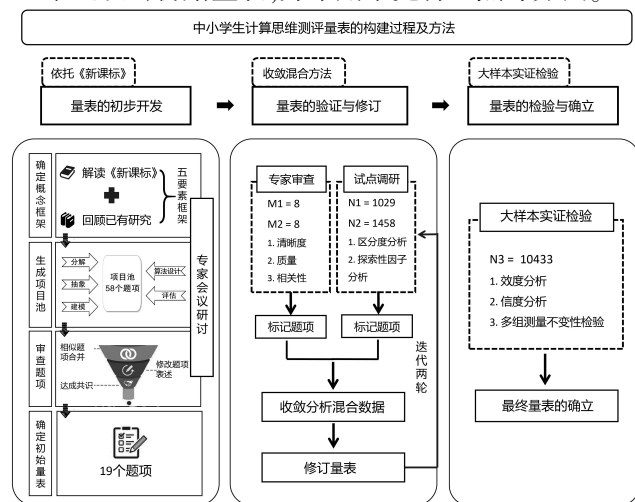 中小学生计算思维测评量表的构建过程及方法
依托《新课标》
量表的初步开发
收敛混合方法
量表的验证与修订
大样本实证检验
量表的检验与确立
确定概念框架
解读《新课标》
回顾已有研究
五要素框架
专家会议研讨
生成项目池
分解
抽象
建模
项目池
58个题项
算法设计
评估
审查题项
相似题
项合并
修改题项
表述
达成共识
确定初始量表
19个题项
专家审查
M1 = 8
M2 = 8
1. 清晰度
2. 质量
3. 相关性
试点调研
N1 = 1029
N2 = 1458
1. 区分度分析
2. 探索性因子
分析
标记题项
标记题项
收敛分析混合数据
修订量表
迭代两轮
大样本实证检验
N3 = 10433
1. 效度分析
2. 信度分析
3. 多组测量不变性检验
最终量表的确立